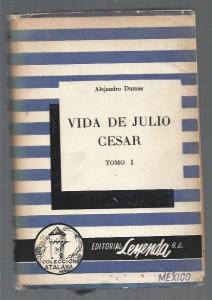 Alejandro Dumas
VIDA DE JULIO
CESAR
TOMO I
EDITORIAL Leyenda S.A.
COLECCION
ATALAYA
MEXICO